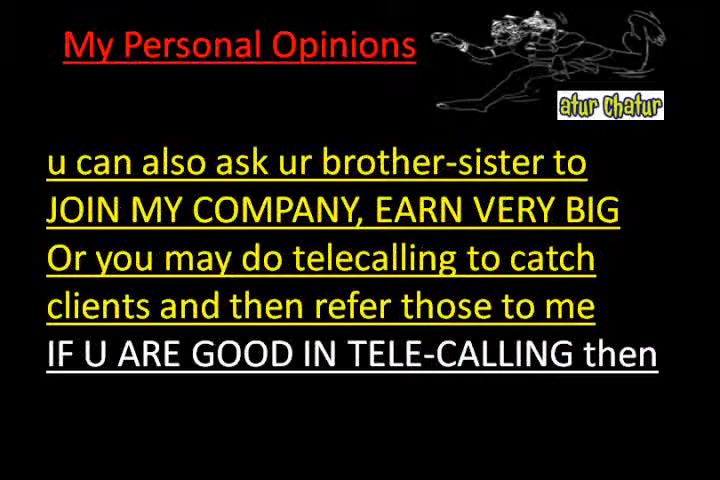 My Personal Opinions
atur chatur
u can also ask ur brother-sister to
JOIN MY COMPANY, EARN VERY BIG
Or you may do telecalling to catch
clients and then refer those to me
IF U ARE GOOD IN TELE-CALLING then